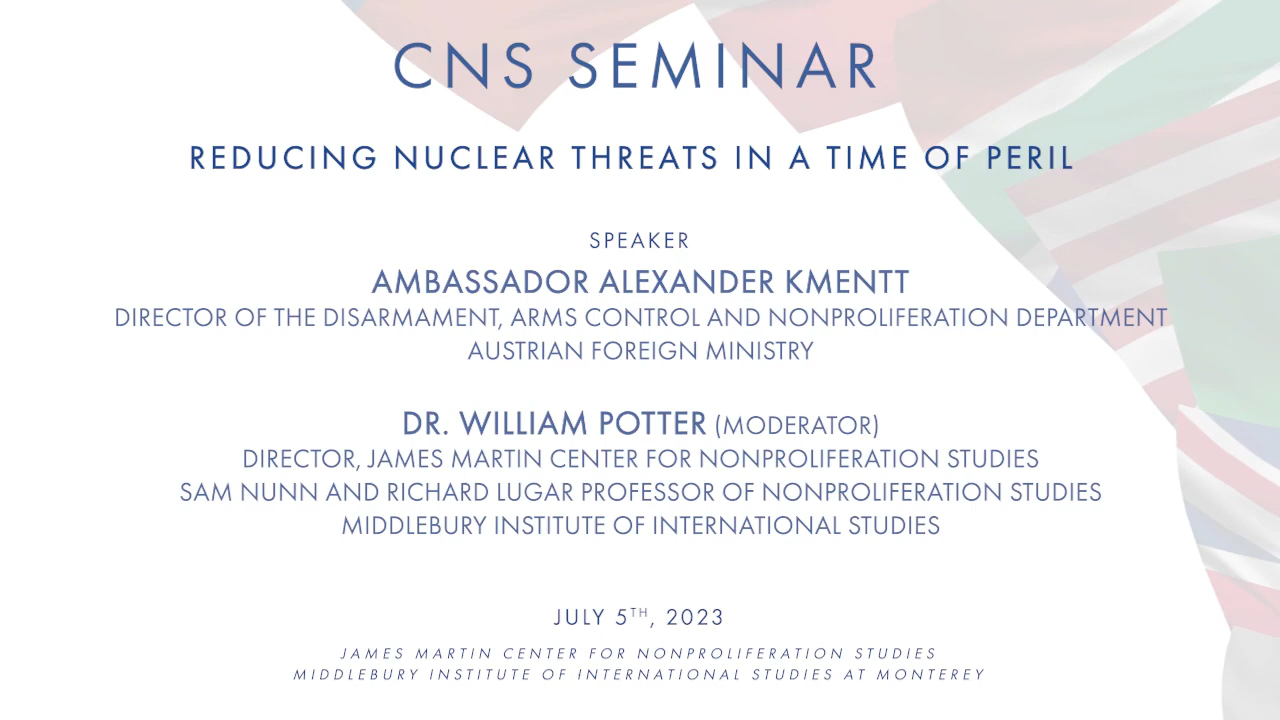 CNS SEMINAR
REDUCING NUCLEAR THREATS IN A TIME OF PERIL
SPEAKER
AMBASSADOR ALEXANDER KMENTT
DIRECTOR OF THE DISARMAMENT, ARMS CONTROL AND NONPROLIFERATION DEPARTMENT
AUSTRIAN FOREIGN MINISTRY
DR. WILLIAM POTTER (MODERATOR)
DIRECTOR, JAMES MARTIN CENTER FOR NONPROLIFERATION STUDIES
SAM NUNN AND RICHARD LUGAR PROFESSOR OF NONPROLIFERATION STUDIES
MIDDLEBURY INSTITUTE OF INTERNATIONAL STUDIES
JULY 5TH, 2023
JAMES MARTIN CENTER FOR NONPROLIFERATION STUDIES
MIDDLEBURY INSTITUTE OF INTERNATIONAL STUDIES AT MONTEREY